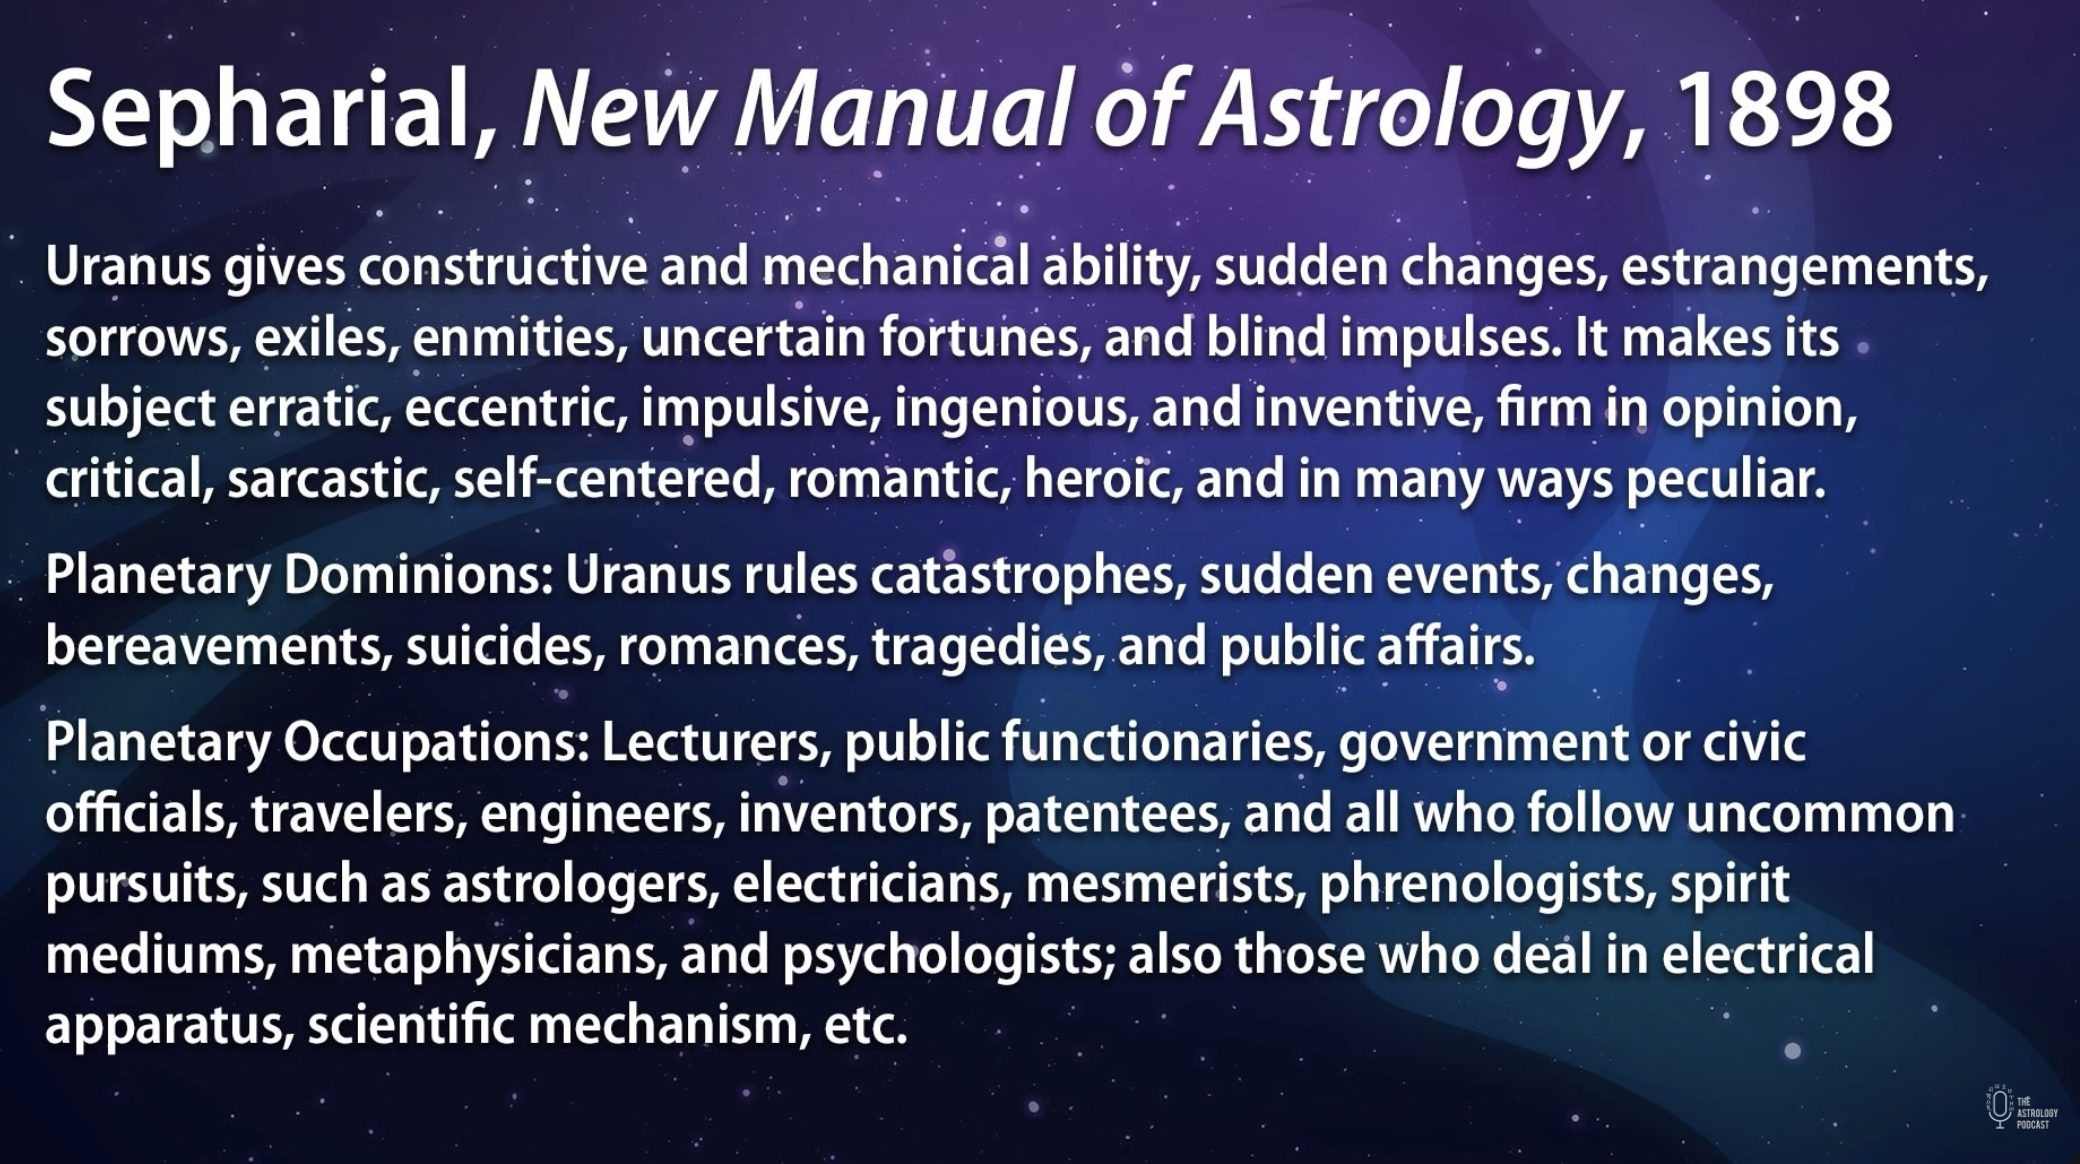 Sepharial, New Manual of Astrology, 1898
Uranus gives constructive and mechanical ability, sudden changes, estrangements,
sorrows, exiles, enmities, uncertain fortunes, and blind impulses. It makes its
subject erratic, eccentric, impulsive, ingenious, and inventive, firm in opinion,
critical, sarcastic, self-centered, romantic, heroic, and in many ways peculiar.
Planetary Dominions: Uranus rules catastrophes, sudden events, changes,
bereavements, suicides, romances, tragedies, and public affairs.
Planetary Occupations: Lecturers, public functionaries, government or civic
officials, travelers, engineers, inventors, patentees, and all who follow uncommon
pursuits, such as astrologers, electricians, mesmerists, phrenologists, spirit
mediums, metaphysicians, and psychologists; also those who deal in electrical
apparatus, scientific mechanism, etc.
THE
ASTROLOGY
PODCAST